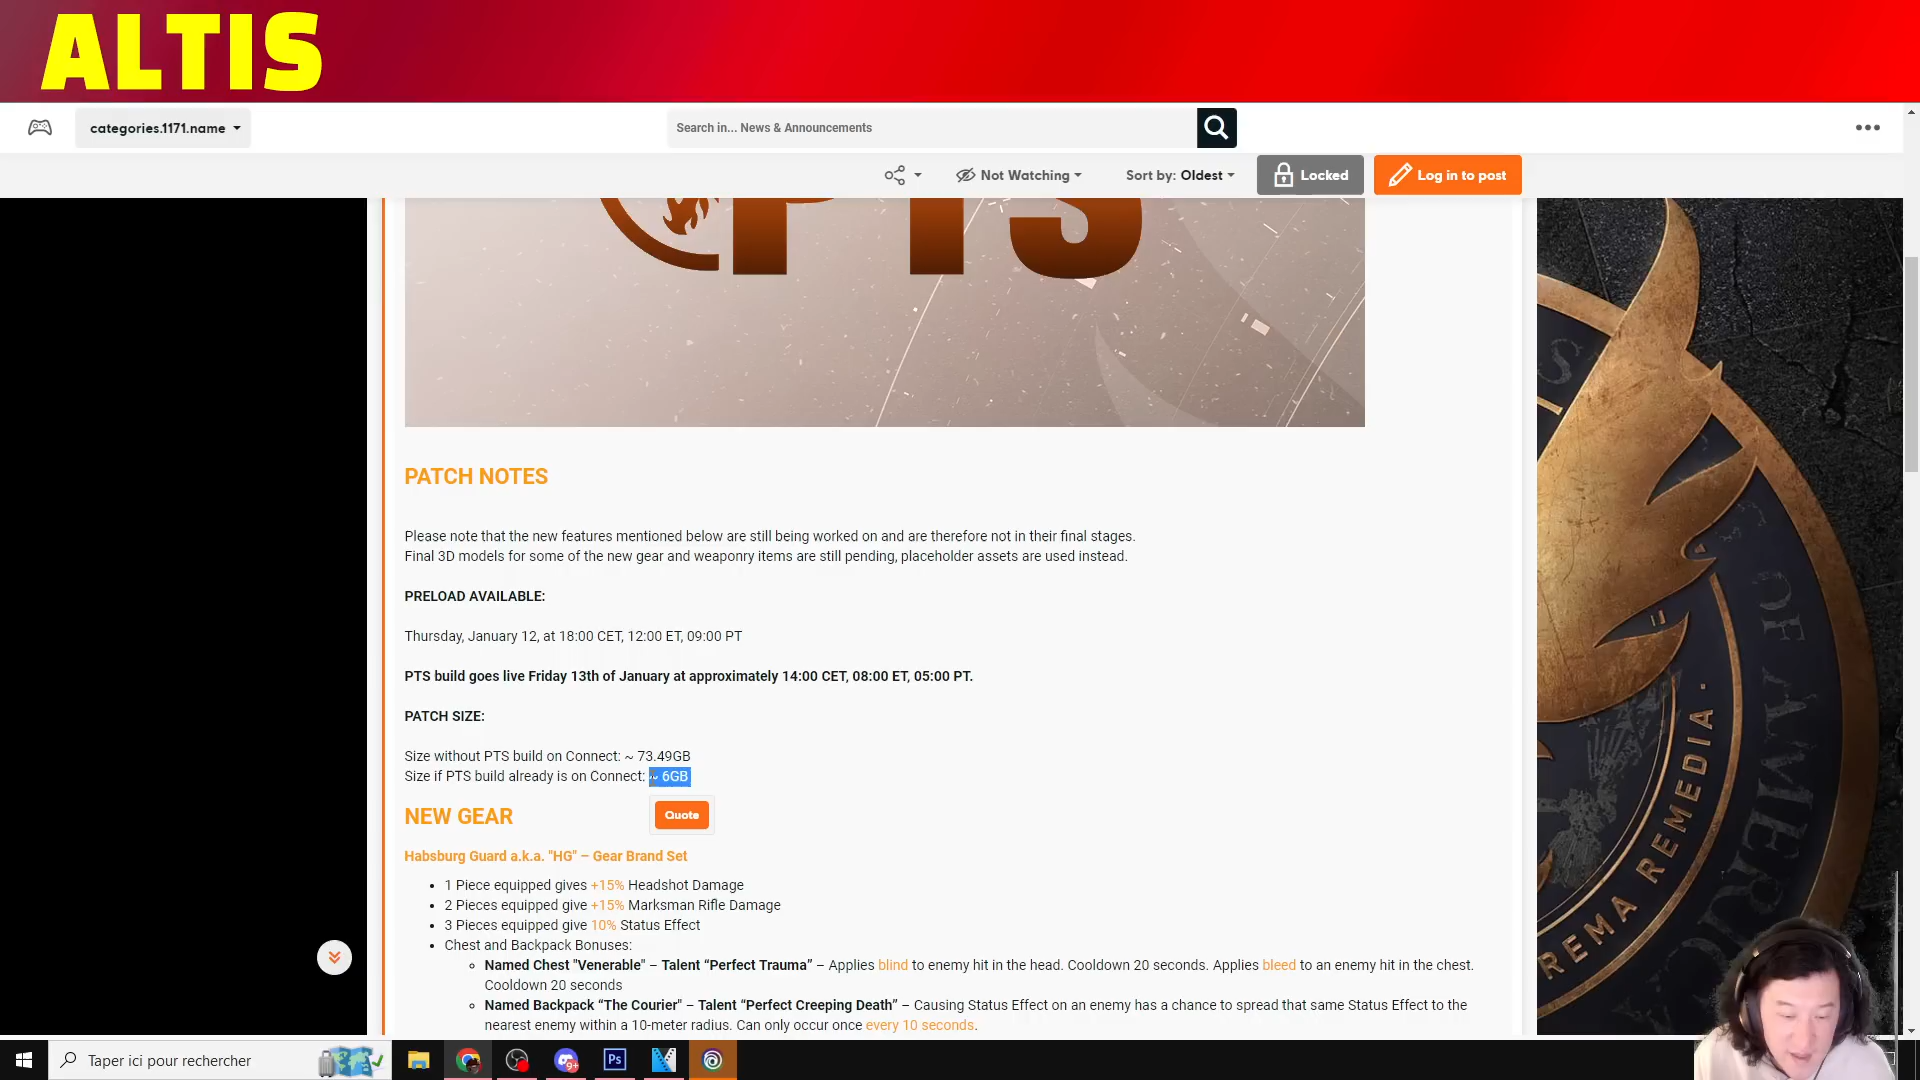 ALTIS
categories.1171.name
Search in... News & Announcements
Not Watching
Sort by: Oldest
Locked
Log in to post
PTS
PATCH NOTES
Please note that the new features mentioned below are still being worked on and are therefore not in their final stages.
Final 3D models for some of the new gear and weaponry items are still pending, placeholder assets are used instead.
PRELOAD AVAILABLE:
Thursday, January 12, at 18:00 CET, 12:00 ET, 09:00 PT
PTS build goes live Friday 13th of January at approximately 14:00 CET, 08:00 ET, 05:00 PT.
PATCH SIZE:
Size without PTS build on Connect: ~ 73.49GB
Size if PTS build already is on Connect: ~ 6GB
Quote
NEW GEAR
Habsburg Guard a.k.a. "HG" – Gear Brand Set
• 1 Piece equipped gives +15% Headshot Damage
• 2 Pieces equipped give +15% Marksman Rifle Damage
• 3 Pieces equipped give 10% Status Effect
• Chest and Backpack Bonuses:
Named Chest "Venerable" – Talent “Perfect Trauma” – Applies blind to enemy hit in the head. Cooldown 20 seconds. Applies bleed to an enemy hit in the chest.
Cooldown 20 seconds
Named Backpack “The Courier" – Talent “Perfect Creeping Death” – Causing Status Effect on an enemy has a chance to spread that same Status Effect to the
nearest enemy within a 10-meter radius. Can only occur once every 10 seconds.
OF AMER
REMA REMEDIA
Taper ici pour rechercher
9+
Ps